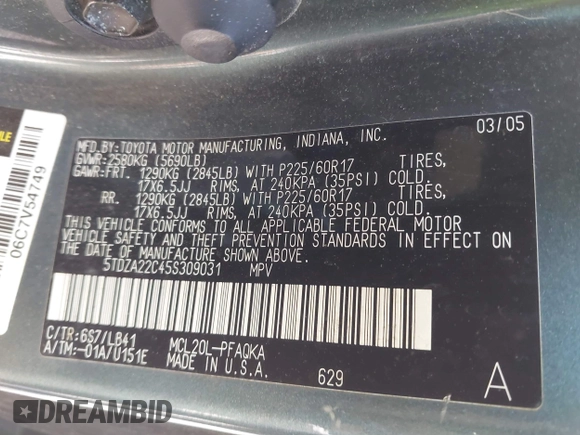 MFD.BY:TOYOTA MOTOR MANUFACTURING, INDIANA, INC. 03/05
GVWR:2580KG (5690LB)
GAWR:FRT. 1290KG (2845LB) WITH P225/60R17 TIRES,
17X6.5JJ RIMS, AT 240KPA (35PSI) COLD.
RR. 1290KG (2845LB) WITH P225/60R17 TIRES,
17X6.5JJ RIMS, AT 240KPA (35PSI) COLD.
THIS VEHICLE CONFORMS TO ALL APPLICABLE FEDERAL MOTOR
VEHICLE SAFETY AND THEFT PREVENTION STANDARDS IN EFFECT ON
THE DATE OF MANUFACTURE SHOWN ABOVE.
5TDZA22C45S309031 MPV
C/TR:6S7/LB41 MCL20L-PFAQKA
A/TM:-01A/U151E MADE IN U.S.A.
629 A
06C7V54749
DREAMBID